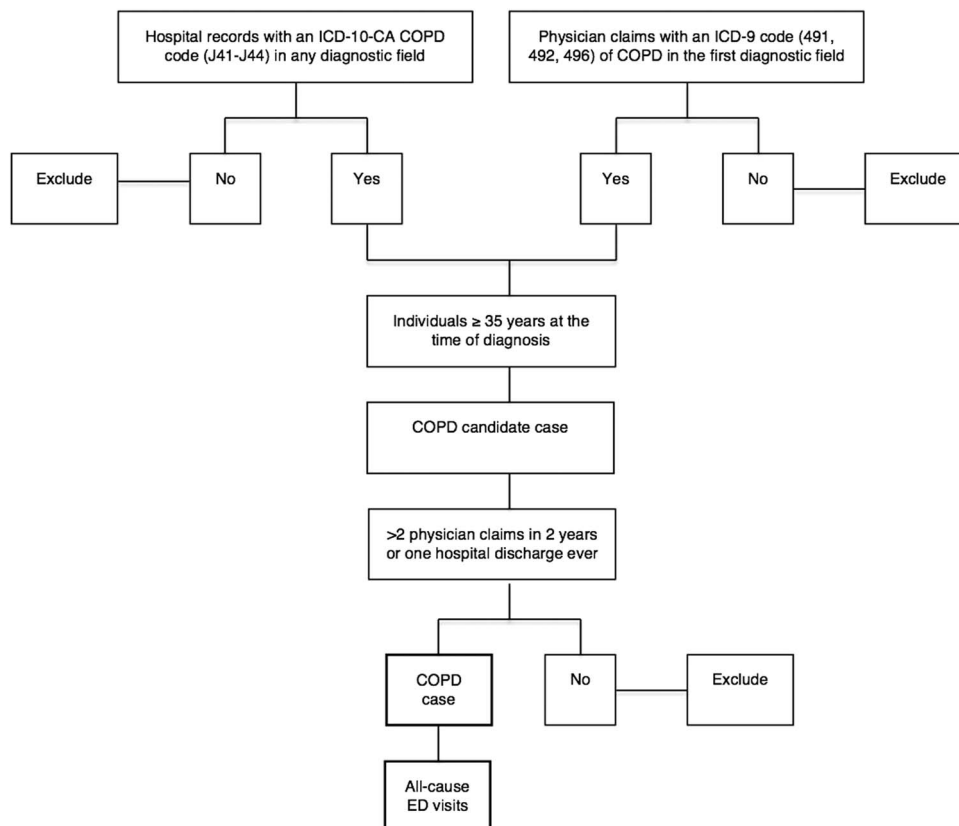 Hospital records with an ICD-10-CA COPD
code (J41-J44) in any diagnostic field
Physician claims with an ICD-9 code (491,
492, 496) of COPD in the first diagnostic field
Exclude
No
Yes
Yes
No
Exclude
Individuals ≥ 35 years at the
time of diagnosis
COPD candidate case
>2 physician claims in 2 years
or one hospital discharge ever
COPD
case
No
Exclude
All-cause
ED visits